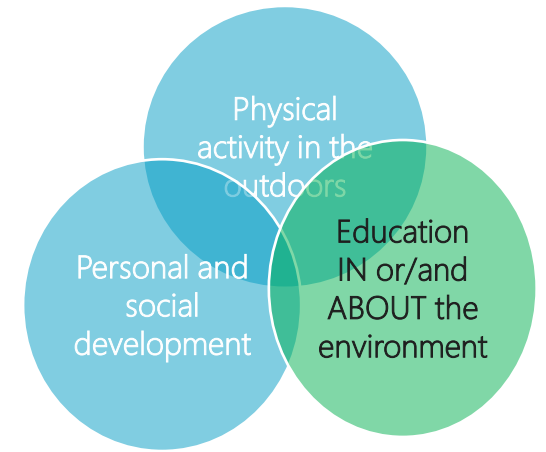 Physical
activity in the
outdoors
Personal and
social
development
Education
IN or/and
ABOUT the
environment